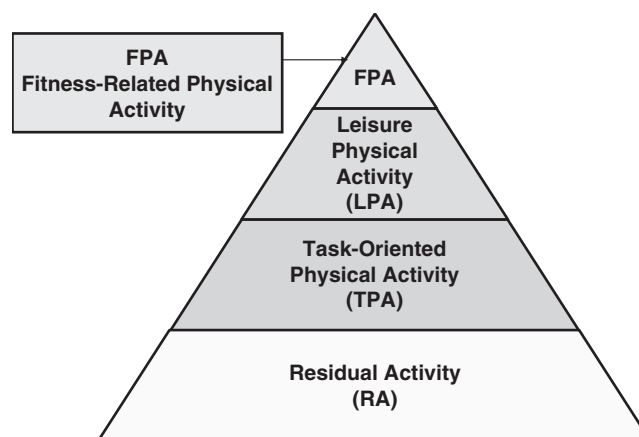 FPA
Fitness-Related Physical
Activity
FPA
Leisure
Physical
Activity
(LPA)
Task-Oriented
Physical Activity
(TPA)
Residual Activity
(RA)